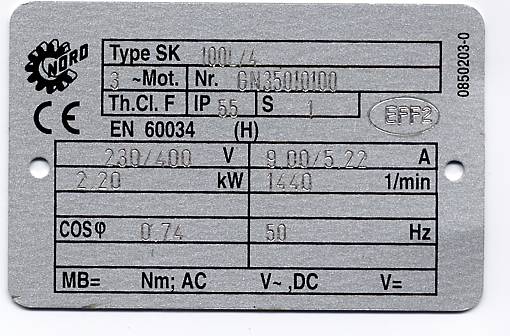 NORD
Type SK 100L/4
3 ~Mot. Nr. GN35010100
Th.Cl. F IP 55 S 1
EFF2
0850203-0
CE EN 60034 (H)
230/400 V 9.00/5.22 A
2.20 kW 1440 1/min
COSφ 0.74 50 Hz
MB= Nm; AC V~ ,DC V=